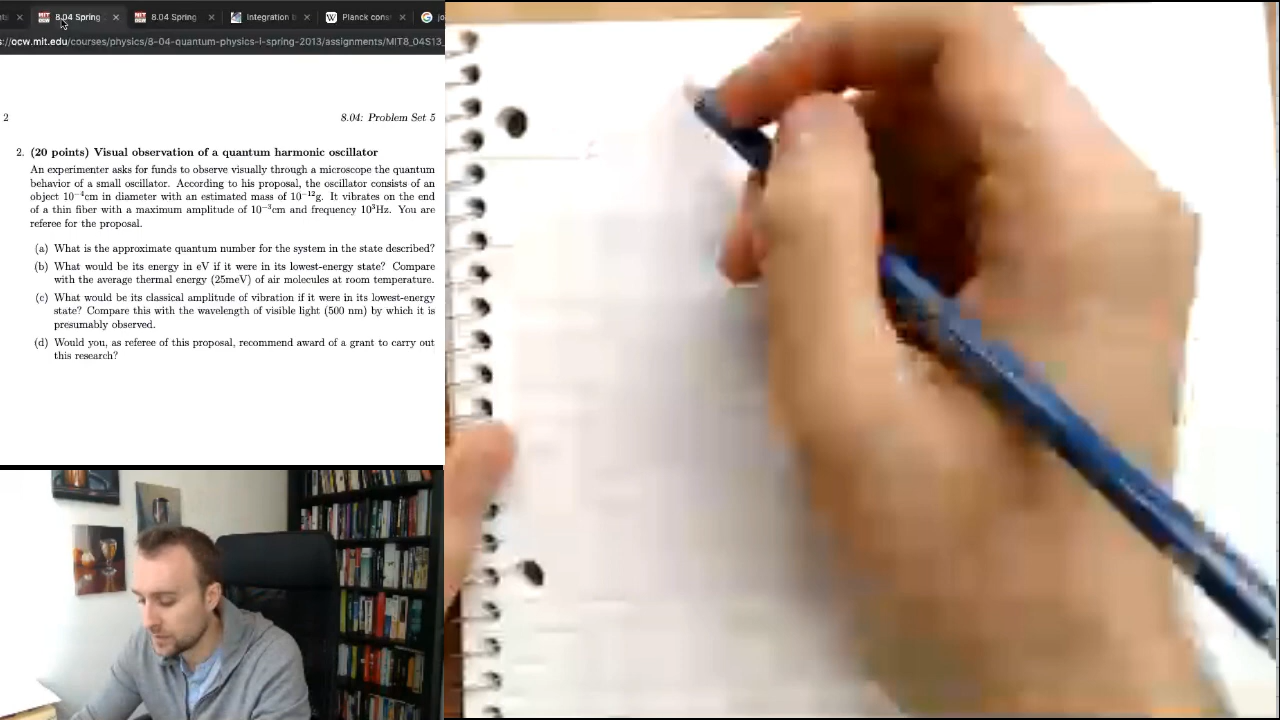 8.04 Spring
8.04 Spring
Integration b
Planck cons
jo
://ocw.mit.edu/courses/physics/8-04-quantum-physics-i-spring-2013/assignments/MIT8_04S13_
2 8.04: Problem Set 5
2. (20 points) Visual observation of a quantum harmonic oscillator
An experimenter asks for funds to observe visually through a microscope the quantum
behavior of a small oscillator. According to his proposal, the oscillator consists of an
object 10⁻⁴cm in diameter with an estimated mass of 10⁻¹²g. It vibrates on the end
of a thin fiber with a maximum amplitude of 10⁻³cm and frequency 10³Hz. You are
referee for the proposal.
(a) What is the approximate quantum number for the system in the state described?
(b) What would be its energy in eV if it were in its lowest-energy state? Compare
with the average thermal energy (25meV) of air molecules at room temperature.
(c) What would be its classical amplitude of vibration if it were in its lowest-energy
state? Compare this with the wavelength of visible light (500 nm) by which it is
presumably observed.
(d) Would you, as referee of this proposal, recommend award of a grant to carry out
this research?